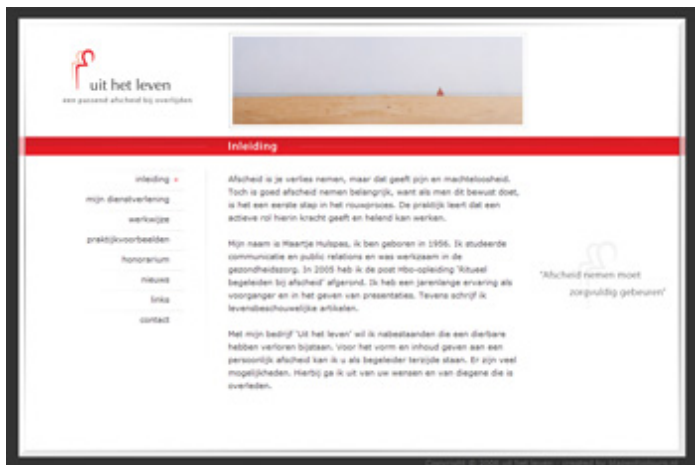 uit het leven
een passend afscheid bij overlijden
Inleiding
inleiding
mijn dienstverlening
werkwijze
praktijkvoorbeelden
honorarium
nieuws
links
contact
Afscheid is je verlies nemen, maar dat geeft pijn en machteloosheid.
Toch is goed afscheid nemen belangrijk, want als men dit bewust doet,
is het een eerste stap in het rouwproces. De praktijk leert dat een
actieve rol hierin kracht geeft en helend kan werken.
Mijn naam is Maartje Hulspas, ik ben geboren in 1956. Ik studeerde
communicatie en public relations en was werkzaam in de
gezondheidszorg. In 2005 heb ik de post Hbo-opleiding 'Ritueel
begeleiden bij afscheid' afgerond. Ik heb een jarenlange ervaring als
voorganger en in het geven van presentaties. Tevens schrijf ik
levensbeschouwelijke artikelen.
Met mijn bedrijf 'Uit het leven' wil ik nabestaanden die een dierbare
hebben verloren bijstaan. Voor het vorm en inhoud geven aan een
persoonlijk afscheid kan ik u als begeleider terzijde staan. Er zijn veel
mogelijkheden. Hierbij ga ik uit van uw wensen en van diegene die is
overleden.
"Afscheid nemen moet
zorgvuldig gebeuren"